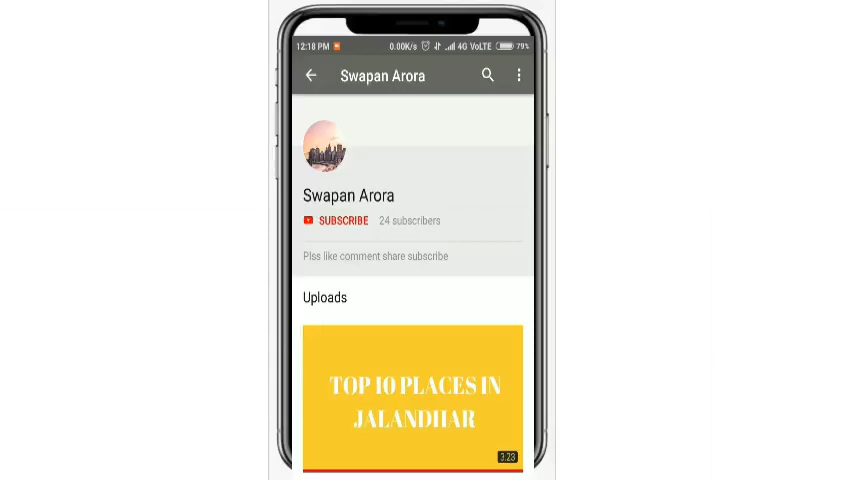 12:18 PM 0.00K/s 4G VoLTE 79%
Swapan Arora
Swapan Arora
SUBSCRIBE 24 subscribers
Plss like comment share subscribe
Uploads
TOP 10 PLACES IN
JALANDHAR
3:23